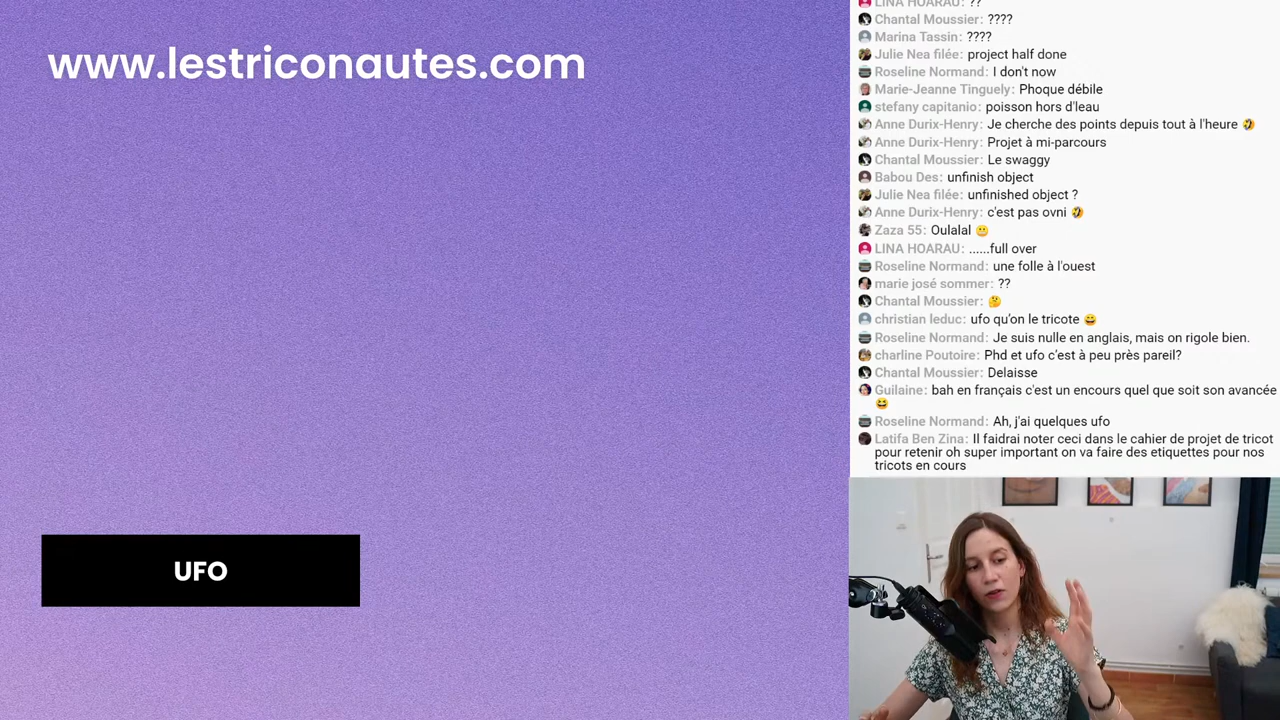 www.lestriconautes.com
UFO
LINA HOARAU: ??
Chantal Moussier: ????
Marina Tassin: ????
Julie Nea filée: project half done
Roseline Normand: I don't now
Marie-Jeanne Tinguely: Phoque débile
stefany capitanio: poisson hors d'leau
Anne Durix-Henry: Je cherche des points depuis tout à l'heure 🤣
Anne Durix-Henry: Projet à mi-parcours
Chantal Moussier: Le swaggy
Babou Des: unfinish object
Julie Nea filée: unfinished object ?
Anne Durix-Henry: c'est pas ovni 🤣
Zaza 55: Oulalal 😬
LINA HOARAU: ......full over
Roseline Normand: une folle à l'ouest
marie josé sommer: ??
Chantal Moussier: 🤔
christian leduc: ufo qu'on le tricote 😄
Roseline Normand: Je suis nulle en anglais, mais on rigole bien.
charline Poutoire: Phd et ufo c'est à peu près pareil?
Chantal Moussier: Delaisse
Guilaine: bah en français c'est un encours quel que soit son avancée
😆
Roseline Normand: Ah, j'ai quelques ufo
Latifa Ben Zina: Il faidrai noter ceci dans le cahier de projet de tricot
pour retenir oh super important on va faire des etiquettes pour nos
tricots en cours